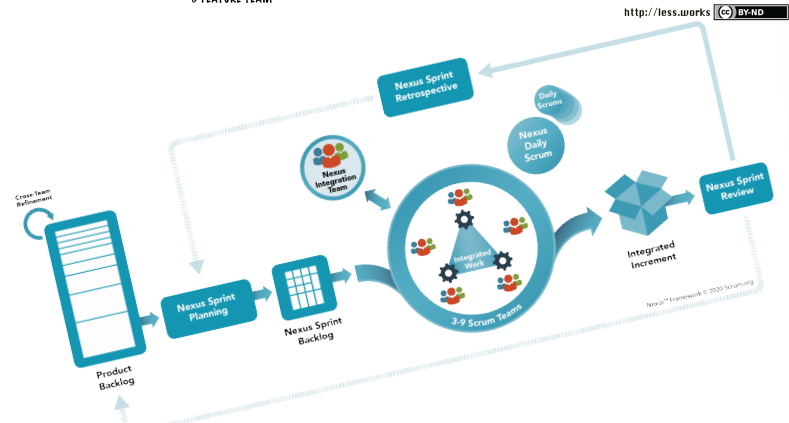 http://less.works
(cc) BY-ND
Nexus Sprint
Retrospective
Daily
Scrums
Nexus
Daily
Scrum
Nexus
Integration
Team
Cross-Team
Refinement
Nexus Sprint
Review
Integrated
Work
Integrated
Increment
Nexus Sprint
Planning
Nexus Sprint
Backlog
3-9 Scrum Teams
Nexus™ Framework © 2020 Scrum.org
Product
Backlog